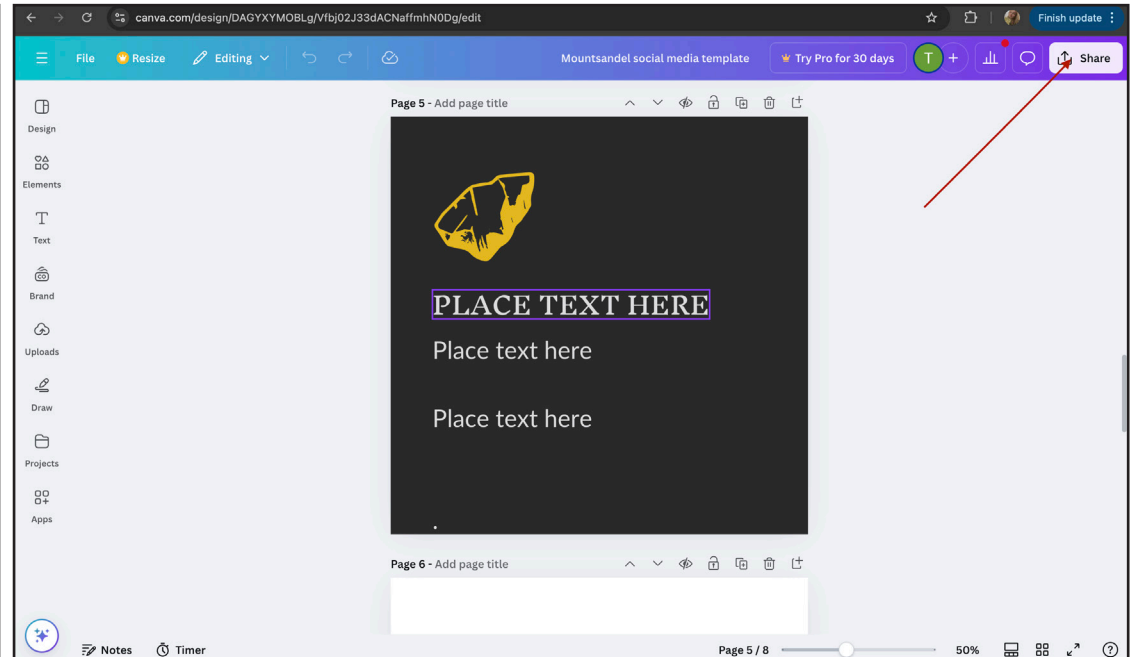 canva.com/design/DAGYXYMOBLg/Vfbj02J33dACNaffmhN0Dg/edit
Finish update
File Resize Editing Mountsandel social media template Try Pro for 30 days T + Share
Page 5 - Add page title
Design
Elements
Text
Brand
Uploads
Draw
Projects
Apps
PLACE TEXT HERE
Place text here
Place text here
.
Page 6 - Add page title
Notes Timer Page 5 / 8 50%